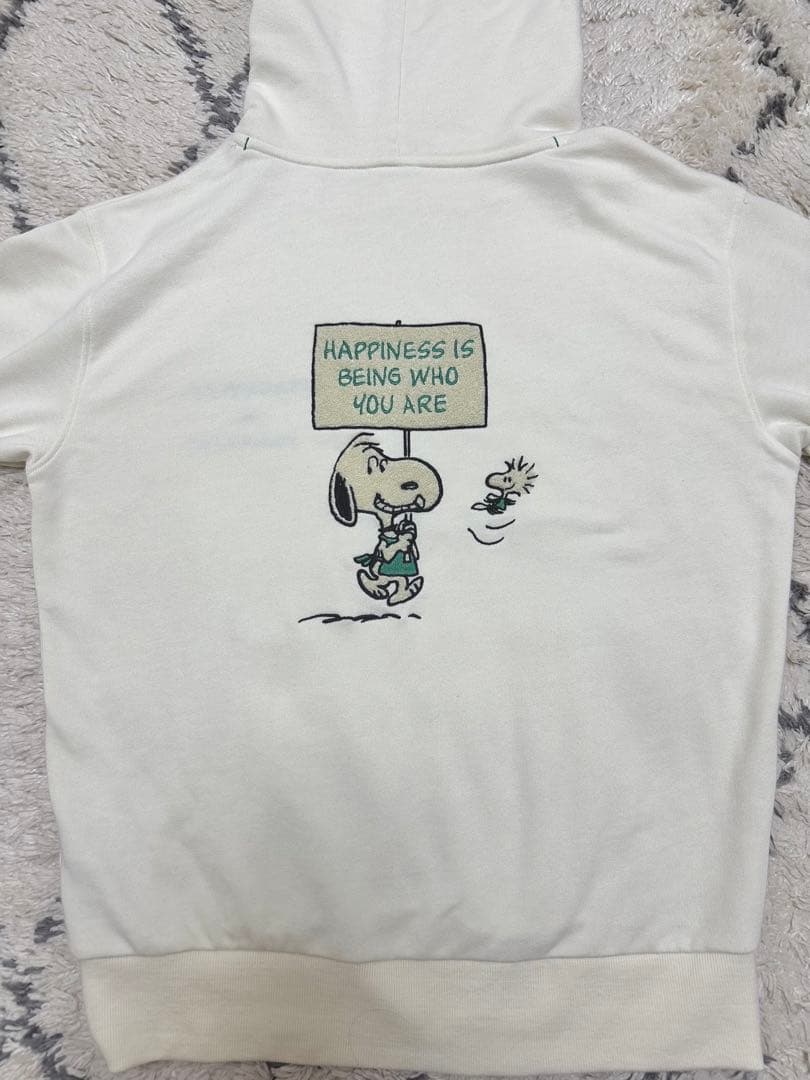 HAPPINESS IS
BEING WHO
YOU ARE